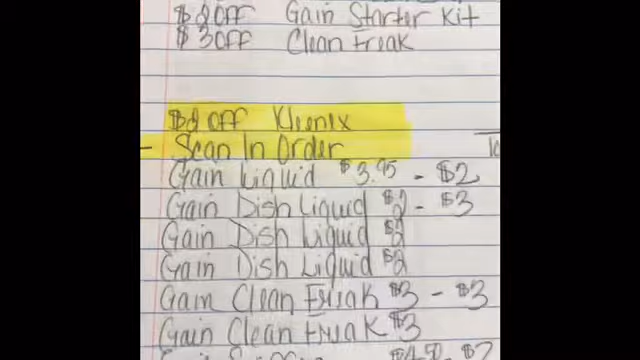 $2 Off Gain Starter Kit
$3 Off Clean Freak
$2 off Kleenex
- Scan In Order
Gain Liquid $3.95 - $2
Gain Dish Liquid $2 - $3
Gain Dish Liquid $2
Gain Dish Liquid $2
Gain Clean Freak $3 - $3
Gain Clean Freak $3
Gain